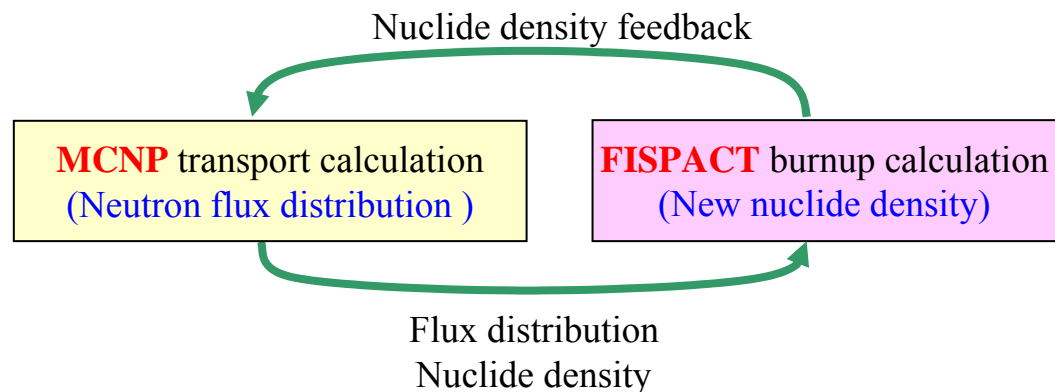 Nuclide density feedback
MCNP transport calculation
(Neutron flux distribution )
FISPACT burnup calculation
(New nuclide density)
Flux distribution
Nuclide density